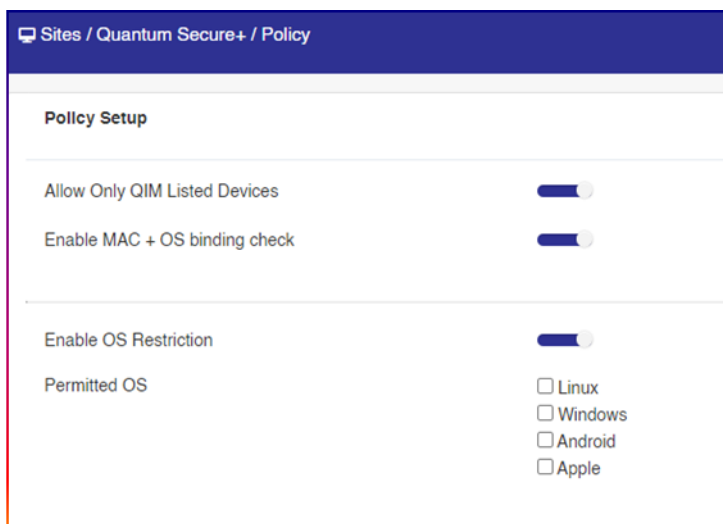 Sites / Quantum Secure+ / Policy
Policy Setup
Allow Only QIM Listed Devices
Enable MAC + OS binding check
Enable OS Restriction
Permitted OS
Linux
Windows
Android
Apple